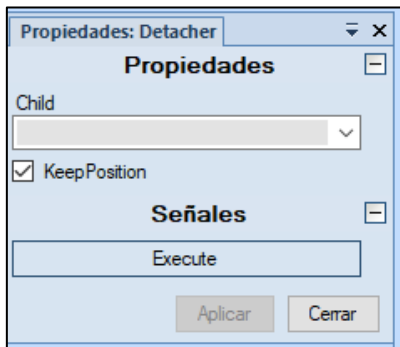 Propiedades: Detacher
Propiedades
Child
KeepPosition
Señales
Execute
Aplicar Cerrar